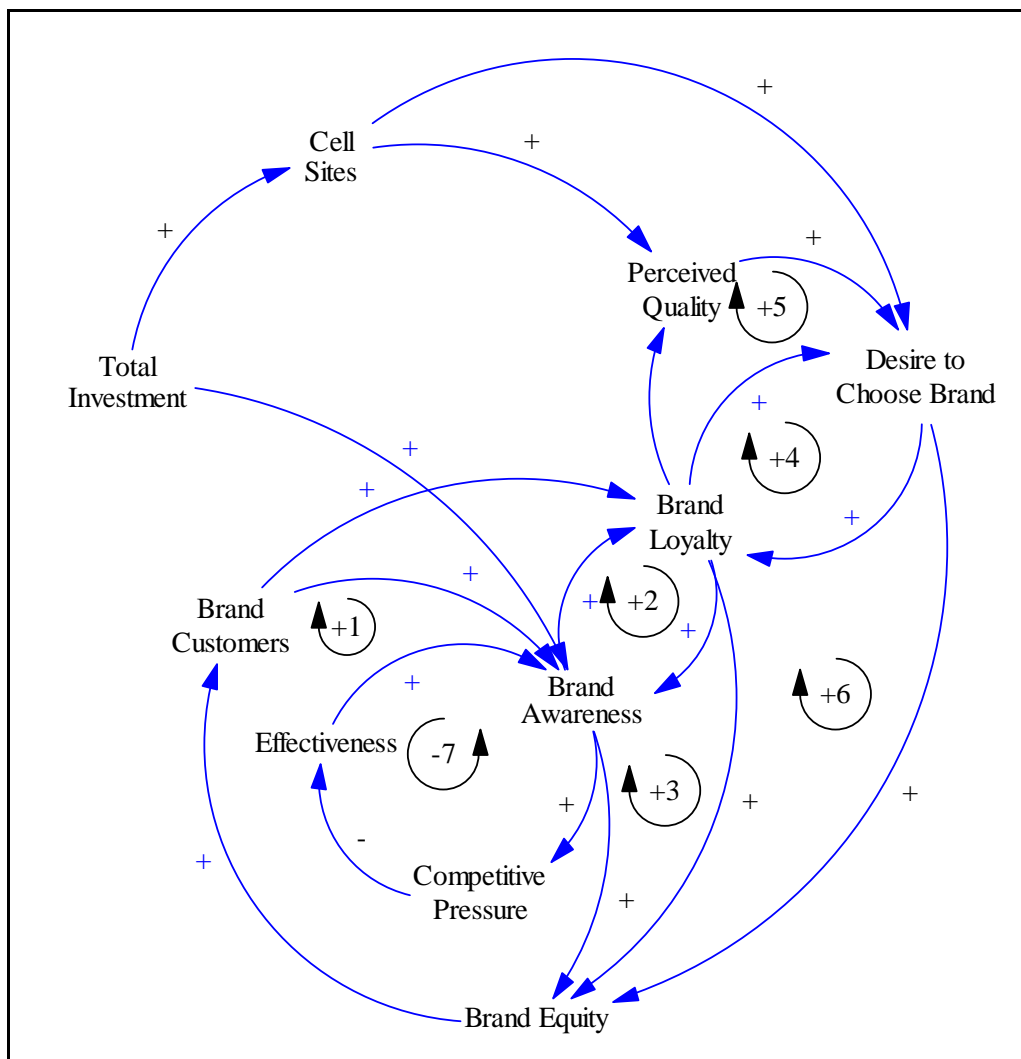 +
Cell
Sites
+
+
+
Perceived
Quality
+5
Total
Investment
Desire to
Choose Brand
+
+
+
+4
Brand
Loyalty
+
+
Brand
Customers
+1
+
+2
+
Brand
Awareness
+
+6
Effectiveness
-7
+3
+
+
+
-
+
Competitive
Pressure
+
Brand Equity